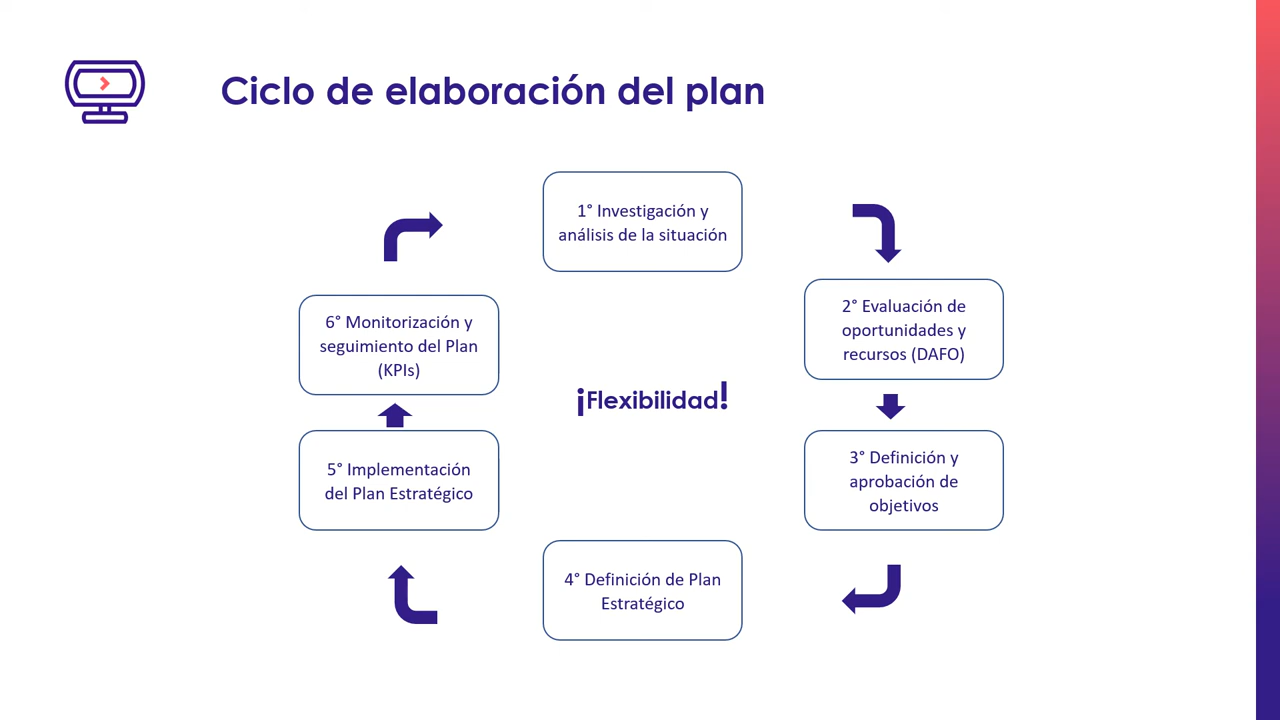 Ciclo de elaboración del plan
1° Investigación y
análisis de la situación
2° Evaluación de
oportunidades y
recursos (DAFO)
3° Definición y
aprobación de
objetivos
4° Definición de Plan
Estratégico
5° Implementación
del Plan Estratégico
6° Monitorización y
seguimiento del Plan
(KPIs)
¡Flexibilidad!